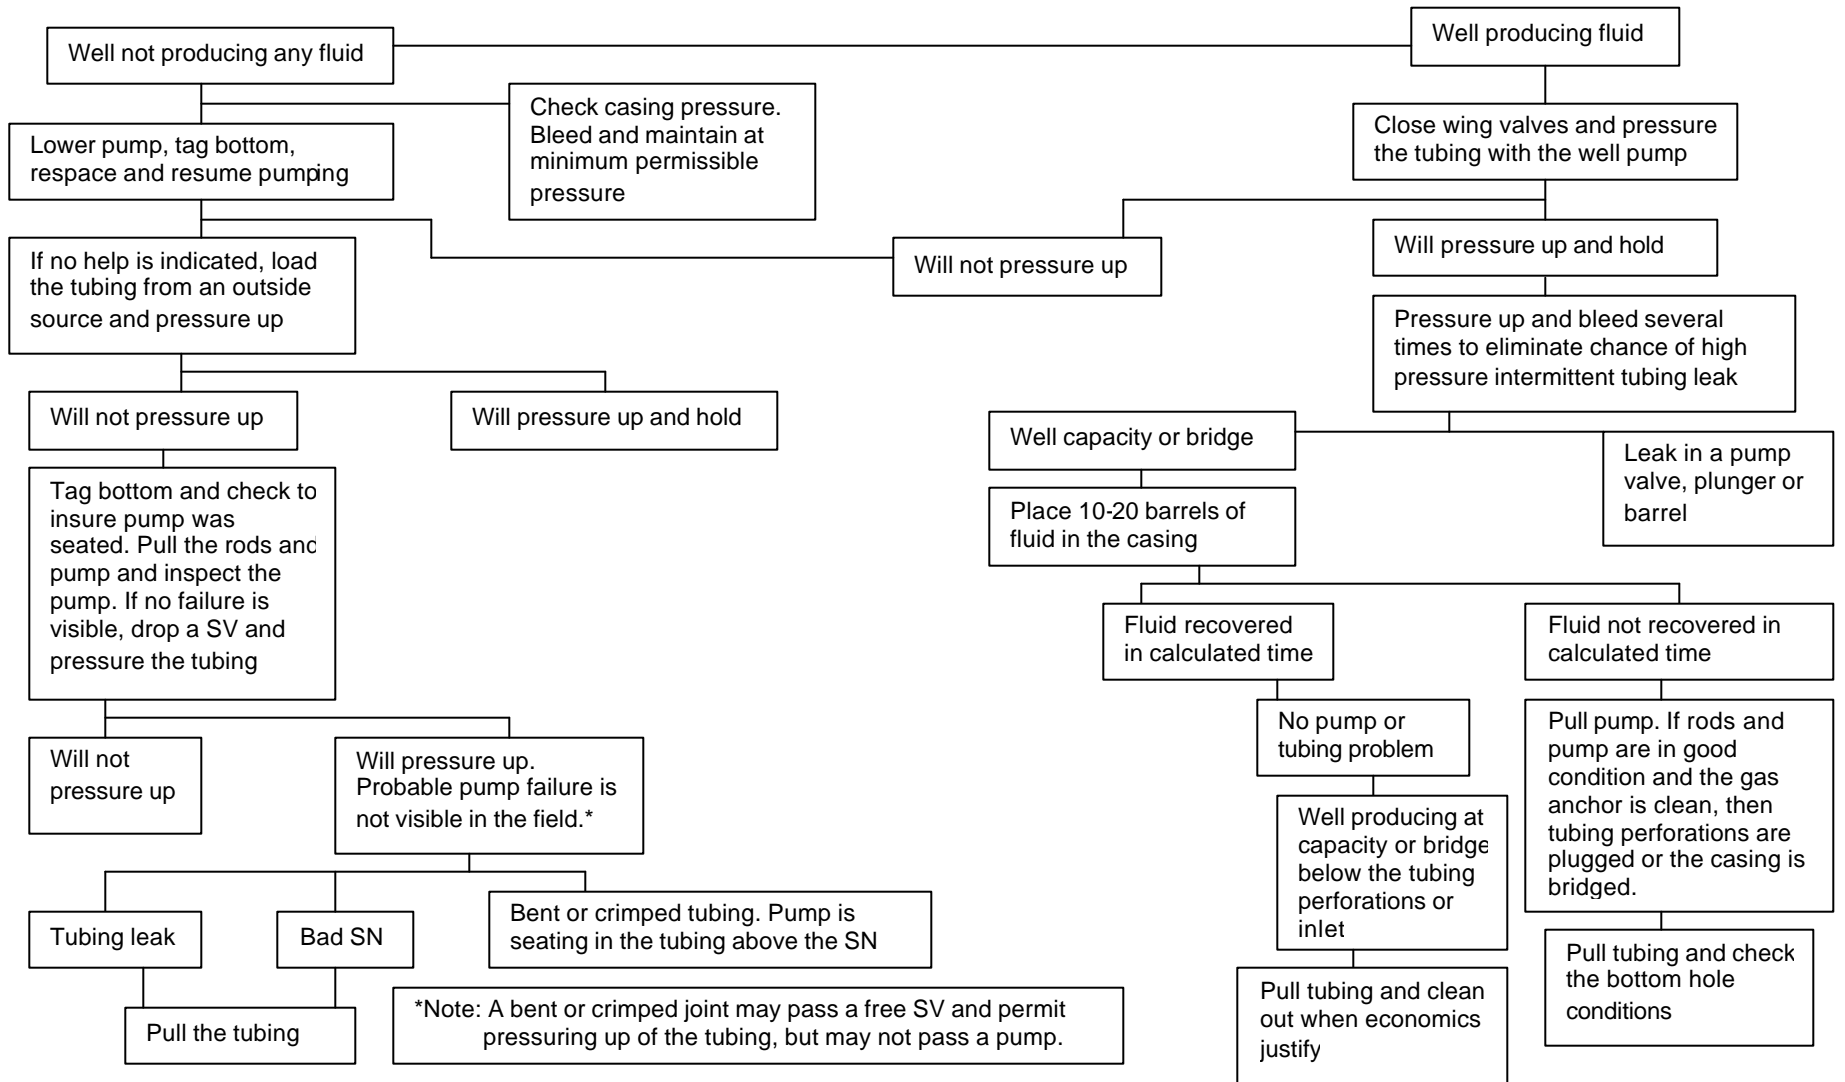 Well not producing any fluid
Well producing fluid
Check casing pressure.
Bleed and maintain at
minimum permissible
pressure
Lower pump, tag bottom,
respace and resume pumping
Close wing valves and pressure
the tubing with the well pump
If no help is indicated, load
the tubing from an outside
source and pressure up
Will not pressure up
Will pressure up and hold
Pressure up and bleed several
times to eliminate chance of high
pressure intermittent tubing leak
Will not pressure up
Will pressure up and hold
Well capacity or bridge
Leak in a pump
valve, plunger or
barrel
Tag bottom and check to
insure pump was
seated. Pull the rods and
pump and inspect the
pump. If no failure is
visible, drop a SV and
pressure the tubing
Place 10-20 barrels of
fluid in the casing
Fluid recovered
in calculated time
Fluid not recovered in
calculated time
Will not
pressure up
Will pressure up.
Probable pump failure is
not visible in the field.*
No pump or
tubing problem
Pull pump. If rods and
pump are in good
condition and the gas
anchor is clean, then
tubing perforations are
plugged or the casing is
bridged.
Well producing at
capacity or bridge
below the tubing
perforations or
inlet
Tubing leak
Bad SN
Bent or crimped tubing. Pump is
seating in the tubing above the SN
Pull tubing and check
the bottom hole
conditions
Pull the tubing
*Note: A bent or crimped joint may pass a free SV and permit
pressuring up of the tubing, but may not pass a pump.
Pull tubing and clean
out when economics
justify